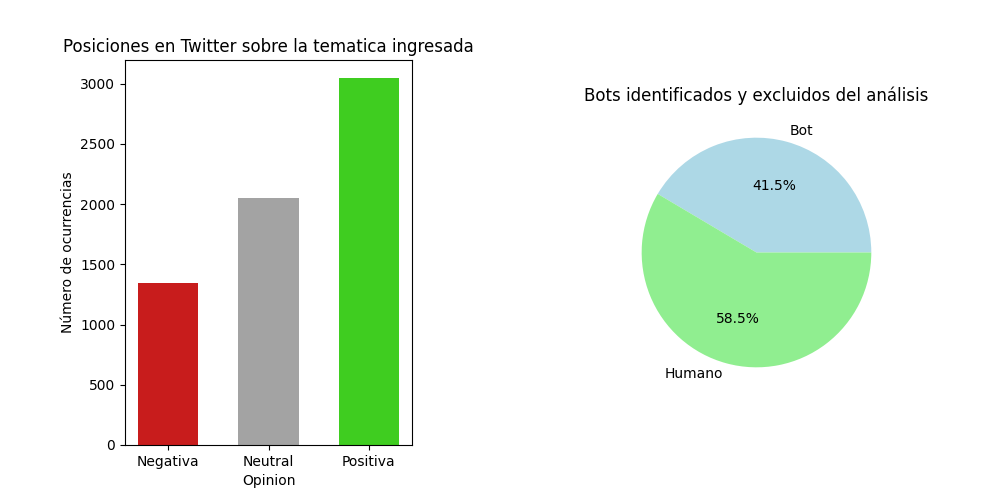 Posiciones en Twitter sobre la tematica ingresada
3000
2500
2000
1500
1000
500
0
Número de ocurrencias
Negativa
Neutral
Positiva
Opinion
Bots identificados y excluidos del análisis
Bot
41.5%
58.5%
Humano